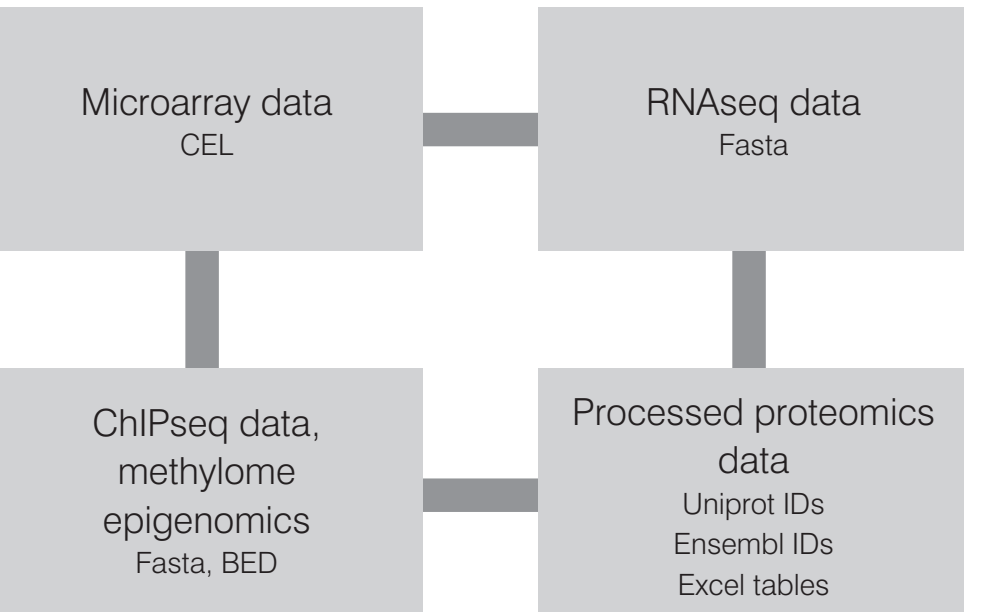 Microarray data
CEL
RNAseq data
Fasta
ChIPseq data,
methylome
epigenomics
Fasta, BED
Processed proteomics
data
Uniprot IDs
Ensembl IDs
Excel tables